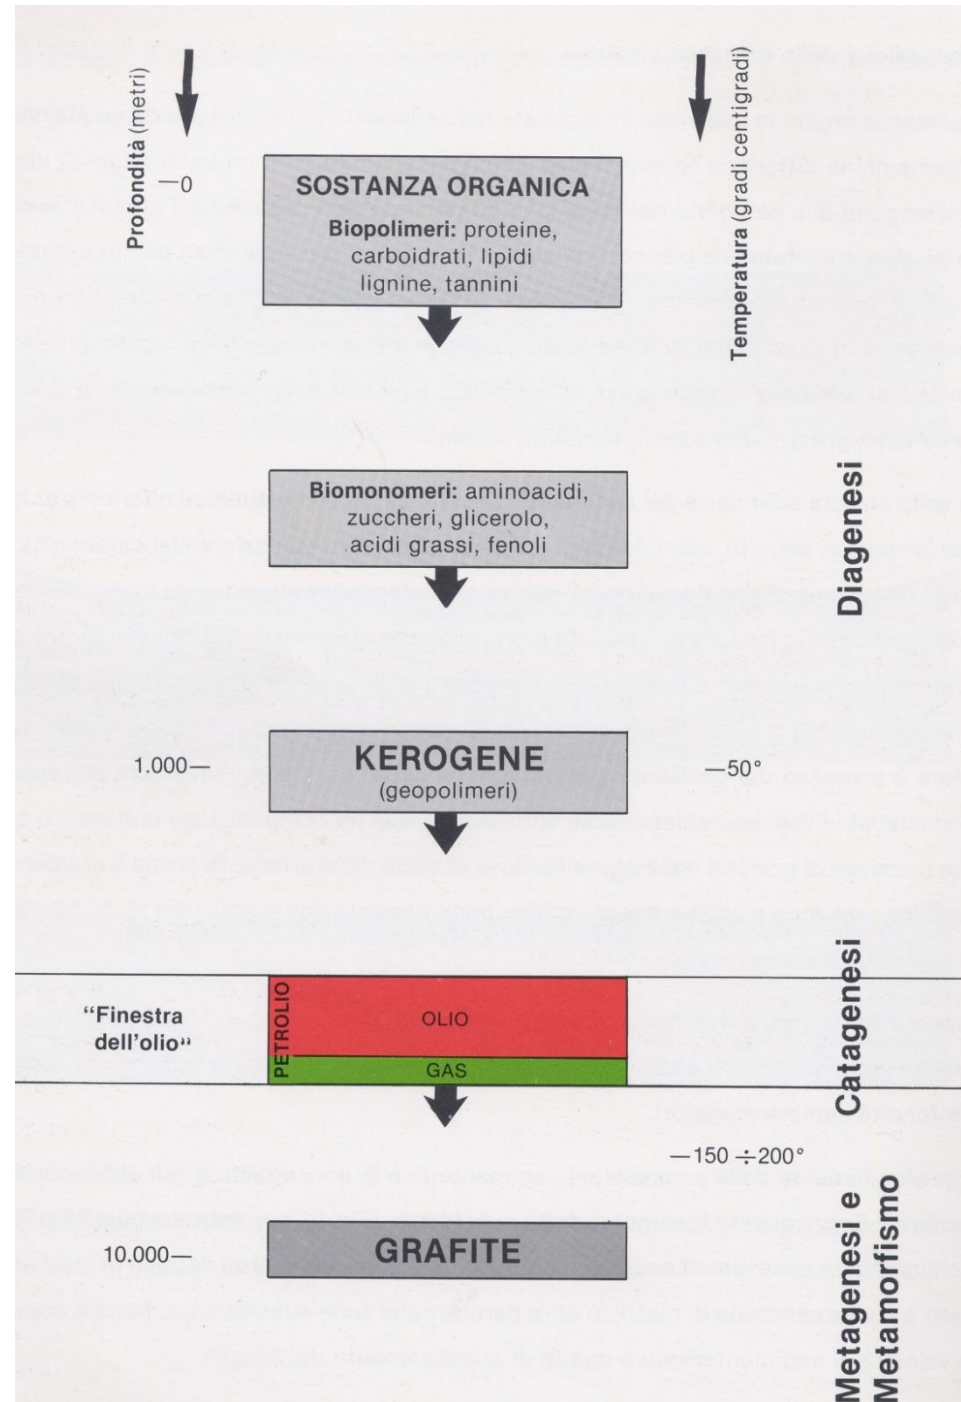 Profondità (metri)
Temperatura (gradi centigradi)
—0
SOSTANZA ORGANICA
Biopolimeri: proteine,
carboidrati, lipidi
lignine, tannini
Biomonomeri: aminoacidi,
zuccheri, glicerolo,
acidi grassi, fenoli
Diagenesi
1.000—
KEROGENE
(geopolimeri)
—50°
“Finestra
dell’olio”
PETROLIO
OLIO
GAS
Catagenesi
—150 ÷200°
10.000—
GRAFITE
Metagenesi e
Metamorfismo